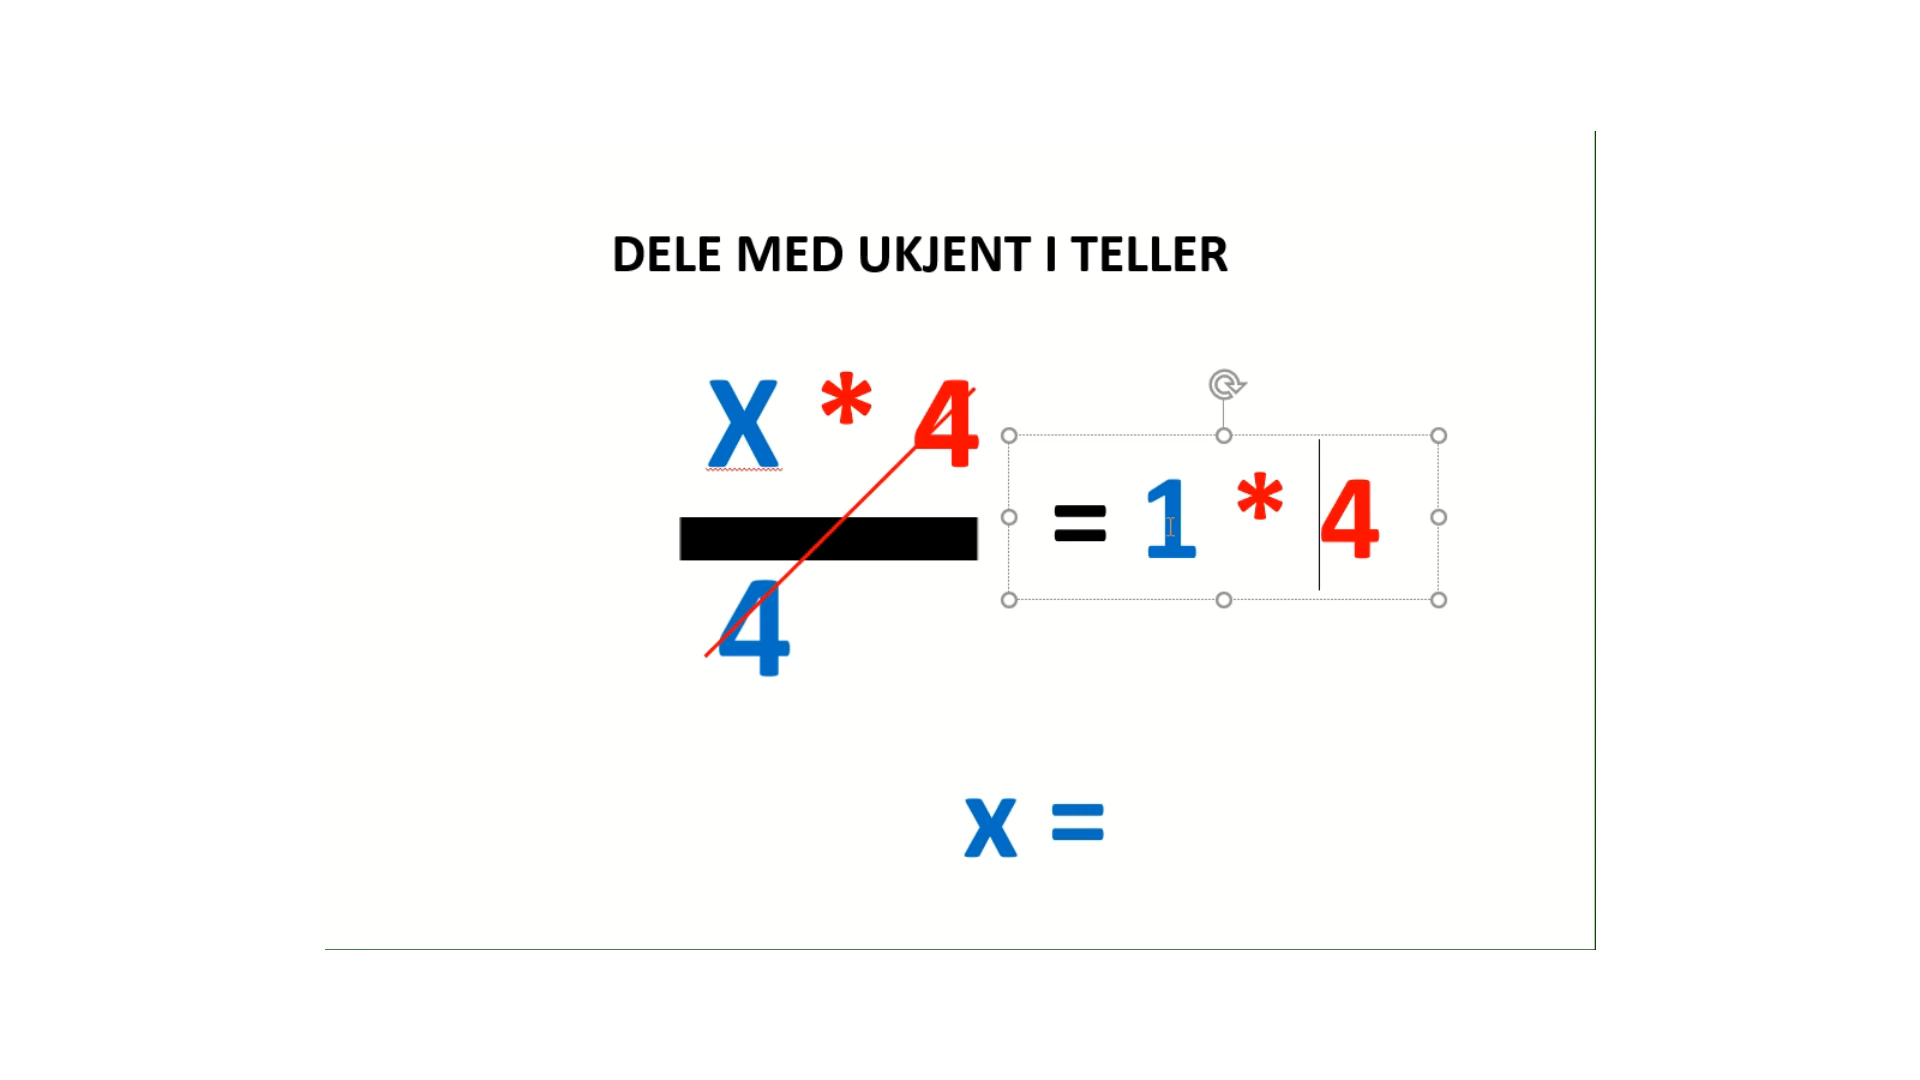 DELE MED UKJENT I TELLER
X * 4
= 1 * 4
4
x =